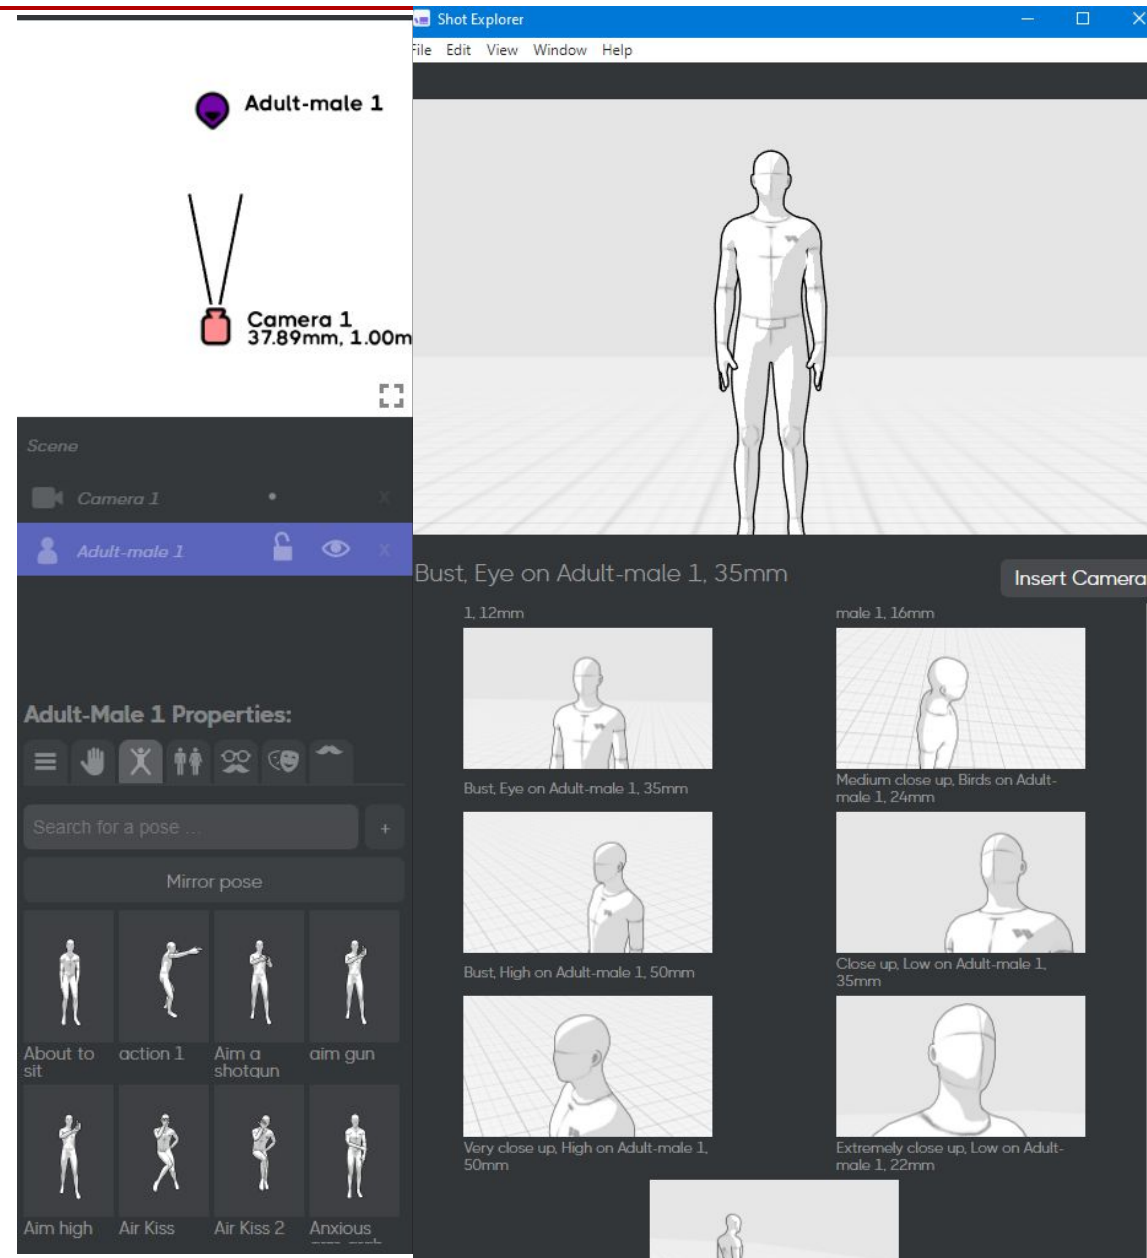 Adult-male 1
Camera 1
37.89mm, 1.00m
Scene
Camera 1
X
Adult-male 1
X
Adult-Male 1 Properties:
Search for a pose ...
+
Mirror pose
About to
sit
action 1
Aim a
shotgun
aim gun
Aim high
Air Kiss
Air Kiss 2
Anxious
Shot Explorer
File Edit View Window Help
Bust, Eye on Adult-male 1, 35mm
Insert Camera
1, 12mm
male 1, 16mm
Bust, Eye on Adult-male 1, 35mm
Medium close up, Birds on Adult-
male 1, 24mm
Bust, High on Adult-male 1, 50mm
Close up, Low on Adult-male 1,
35mm
Very close up, High on Adult-male 1,
50mm
Extremely close up, Low on Adult-
male 1, 22mm